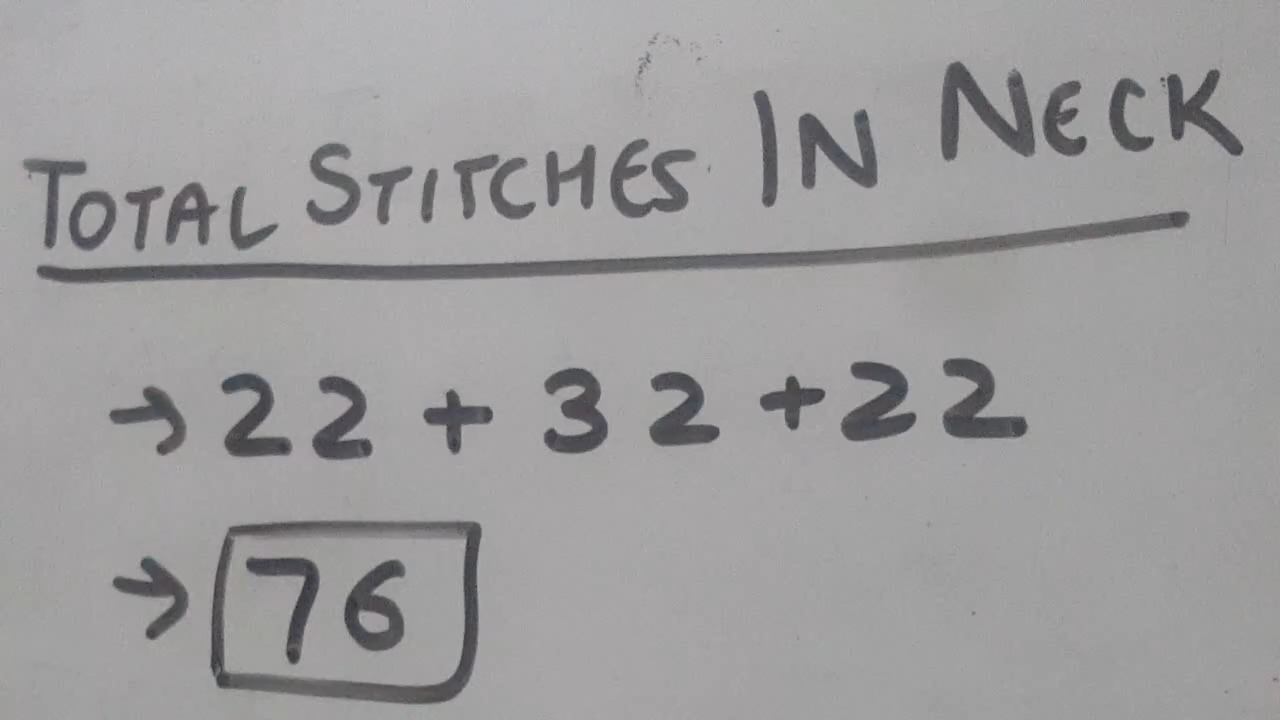 TOTAL STITCHES IN NECK
→ 22 + 32 + 22
→ 76